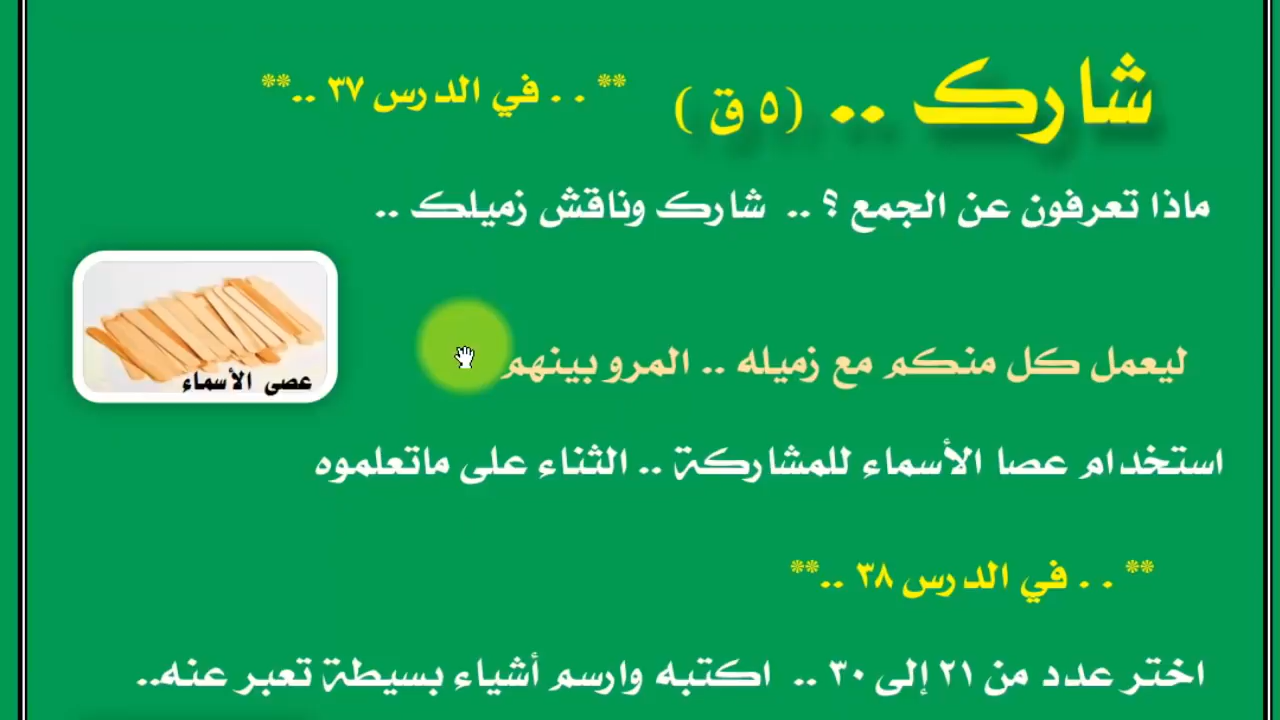 شارك .. (٥ ق ) ** . . في الدرس ٣٧ ..**
ماذا تعرفون عن الجمع ؟ .. شارك وناقش زميلك ..
ليعمل كل منكم مع زميله .. المرو بينهم
عصى الأسماء
استخدام عصا الأسماء للمشاركة .. الثناء على ماتعلموه
** . . في الدرس ٣٨ ..**
اختر عدد من ٢١ إلى ٣٠ .. اكتبه وارسم أشياء بسيطة تعبر عنه..